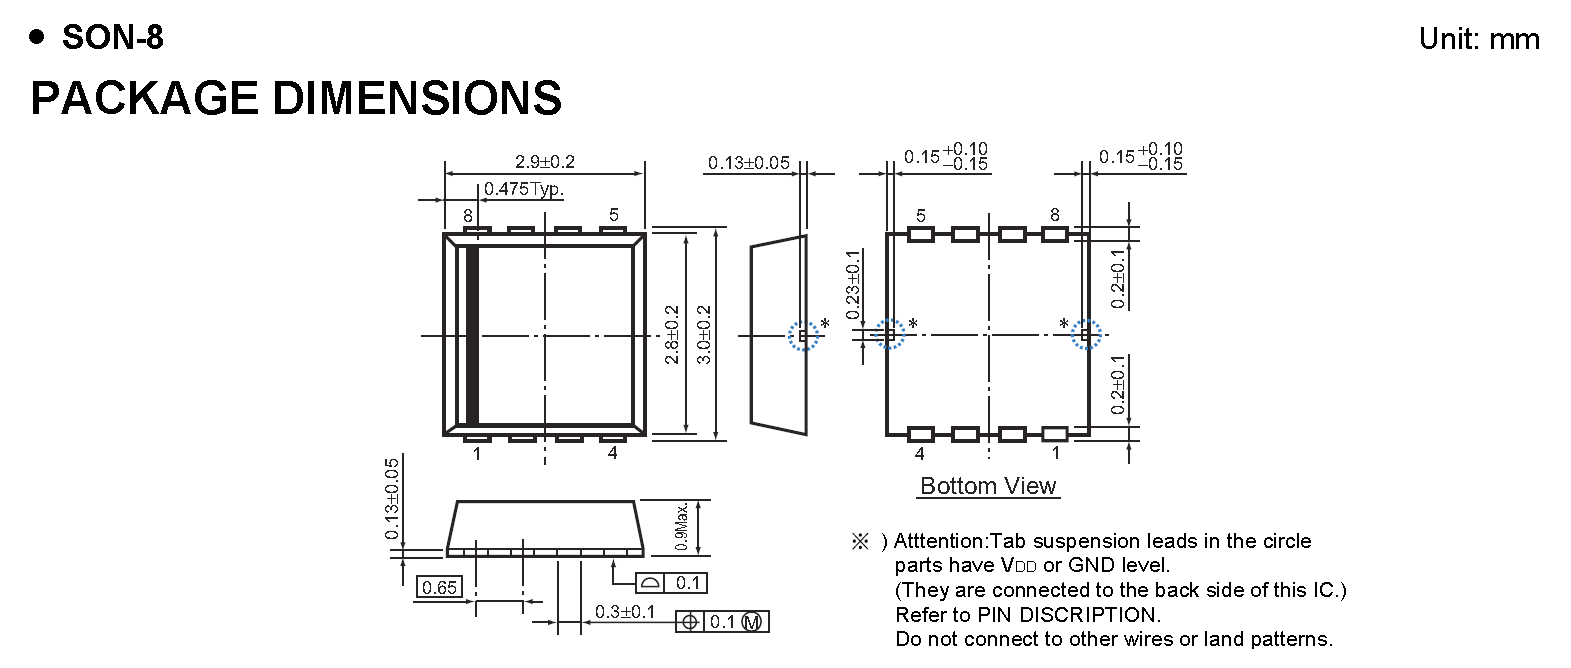 ● SON-8
Unit: mm
PACKAGE DIMENSIONS
2.9±0.2
0.475Typ.
8
5
2.8±0.2
3.0±0.2
1
4
0.13±0.05
*
0.15 +0.10 −0.15
0.15 +0.10 −0.15
5
8
0.23±0.1
*
*
0.2±0.1
0.2±0.1
4
1
Bottom View
0.13±0.05
0.9Max.
0.65
0.1
0.3±0.1
0.1 Ⓜ
※ ) Atttention:Tab suspension leads in the circle
parts have VDD or GND level.
(They are connected to the back side of this IC.)
Refer to PIN DISCRIPTION.
Do not connect to other wires or land patterns.